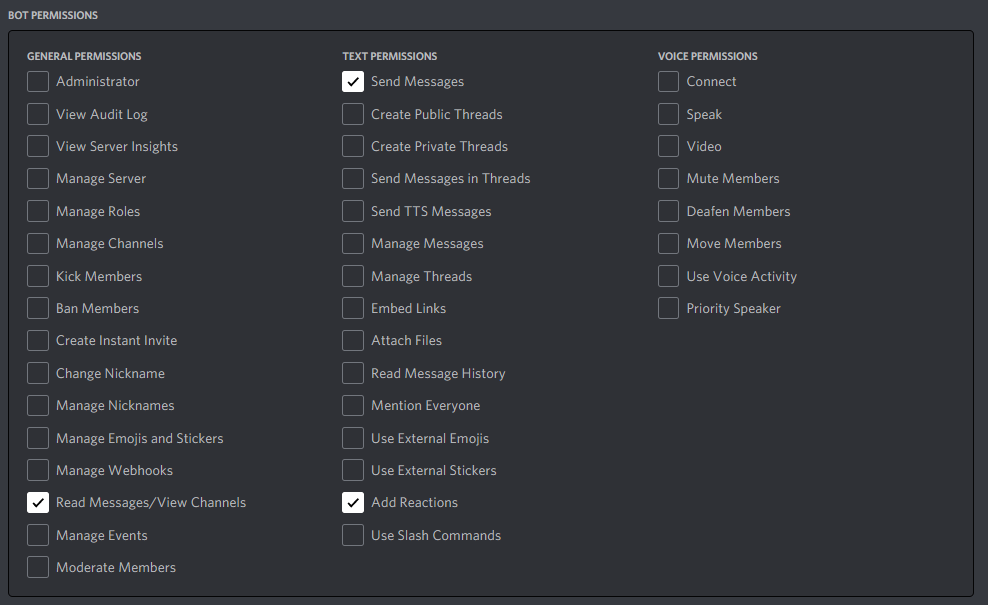 BOT PERMISSIONS
GENERAL PERMISSIONS
Administrator
View Audit Log
View Server Insights
Manage Server
Manage Roles
Manage Channels
Kick Members
Ban Members
Create Instant Invite
Change Nickname
Manage Nicknames
Manage Emojis and Stickers
Manage Webhooks
Read Messages/View Channels
Manage Events
Moderate Members
TEXT PERMISSIONS
Send Messages
Create Public Threads
Create Private Threads
Send Messages in Threads
Send TTS Messages
Manage Messages
Manage Threads
Embed Links
Attach Files
Read Message History
Mention Everyone
Use External Emojis
Use External Stickers
Add Reactions
Use Slash Commands
VOICE PERMISSIONS
Connect
Speak
Video
Mute Members
Deafen Members
Move Members
Use Voice Activity
Priority Speaker